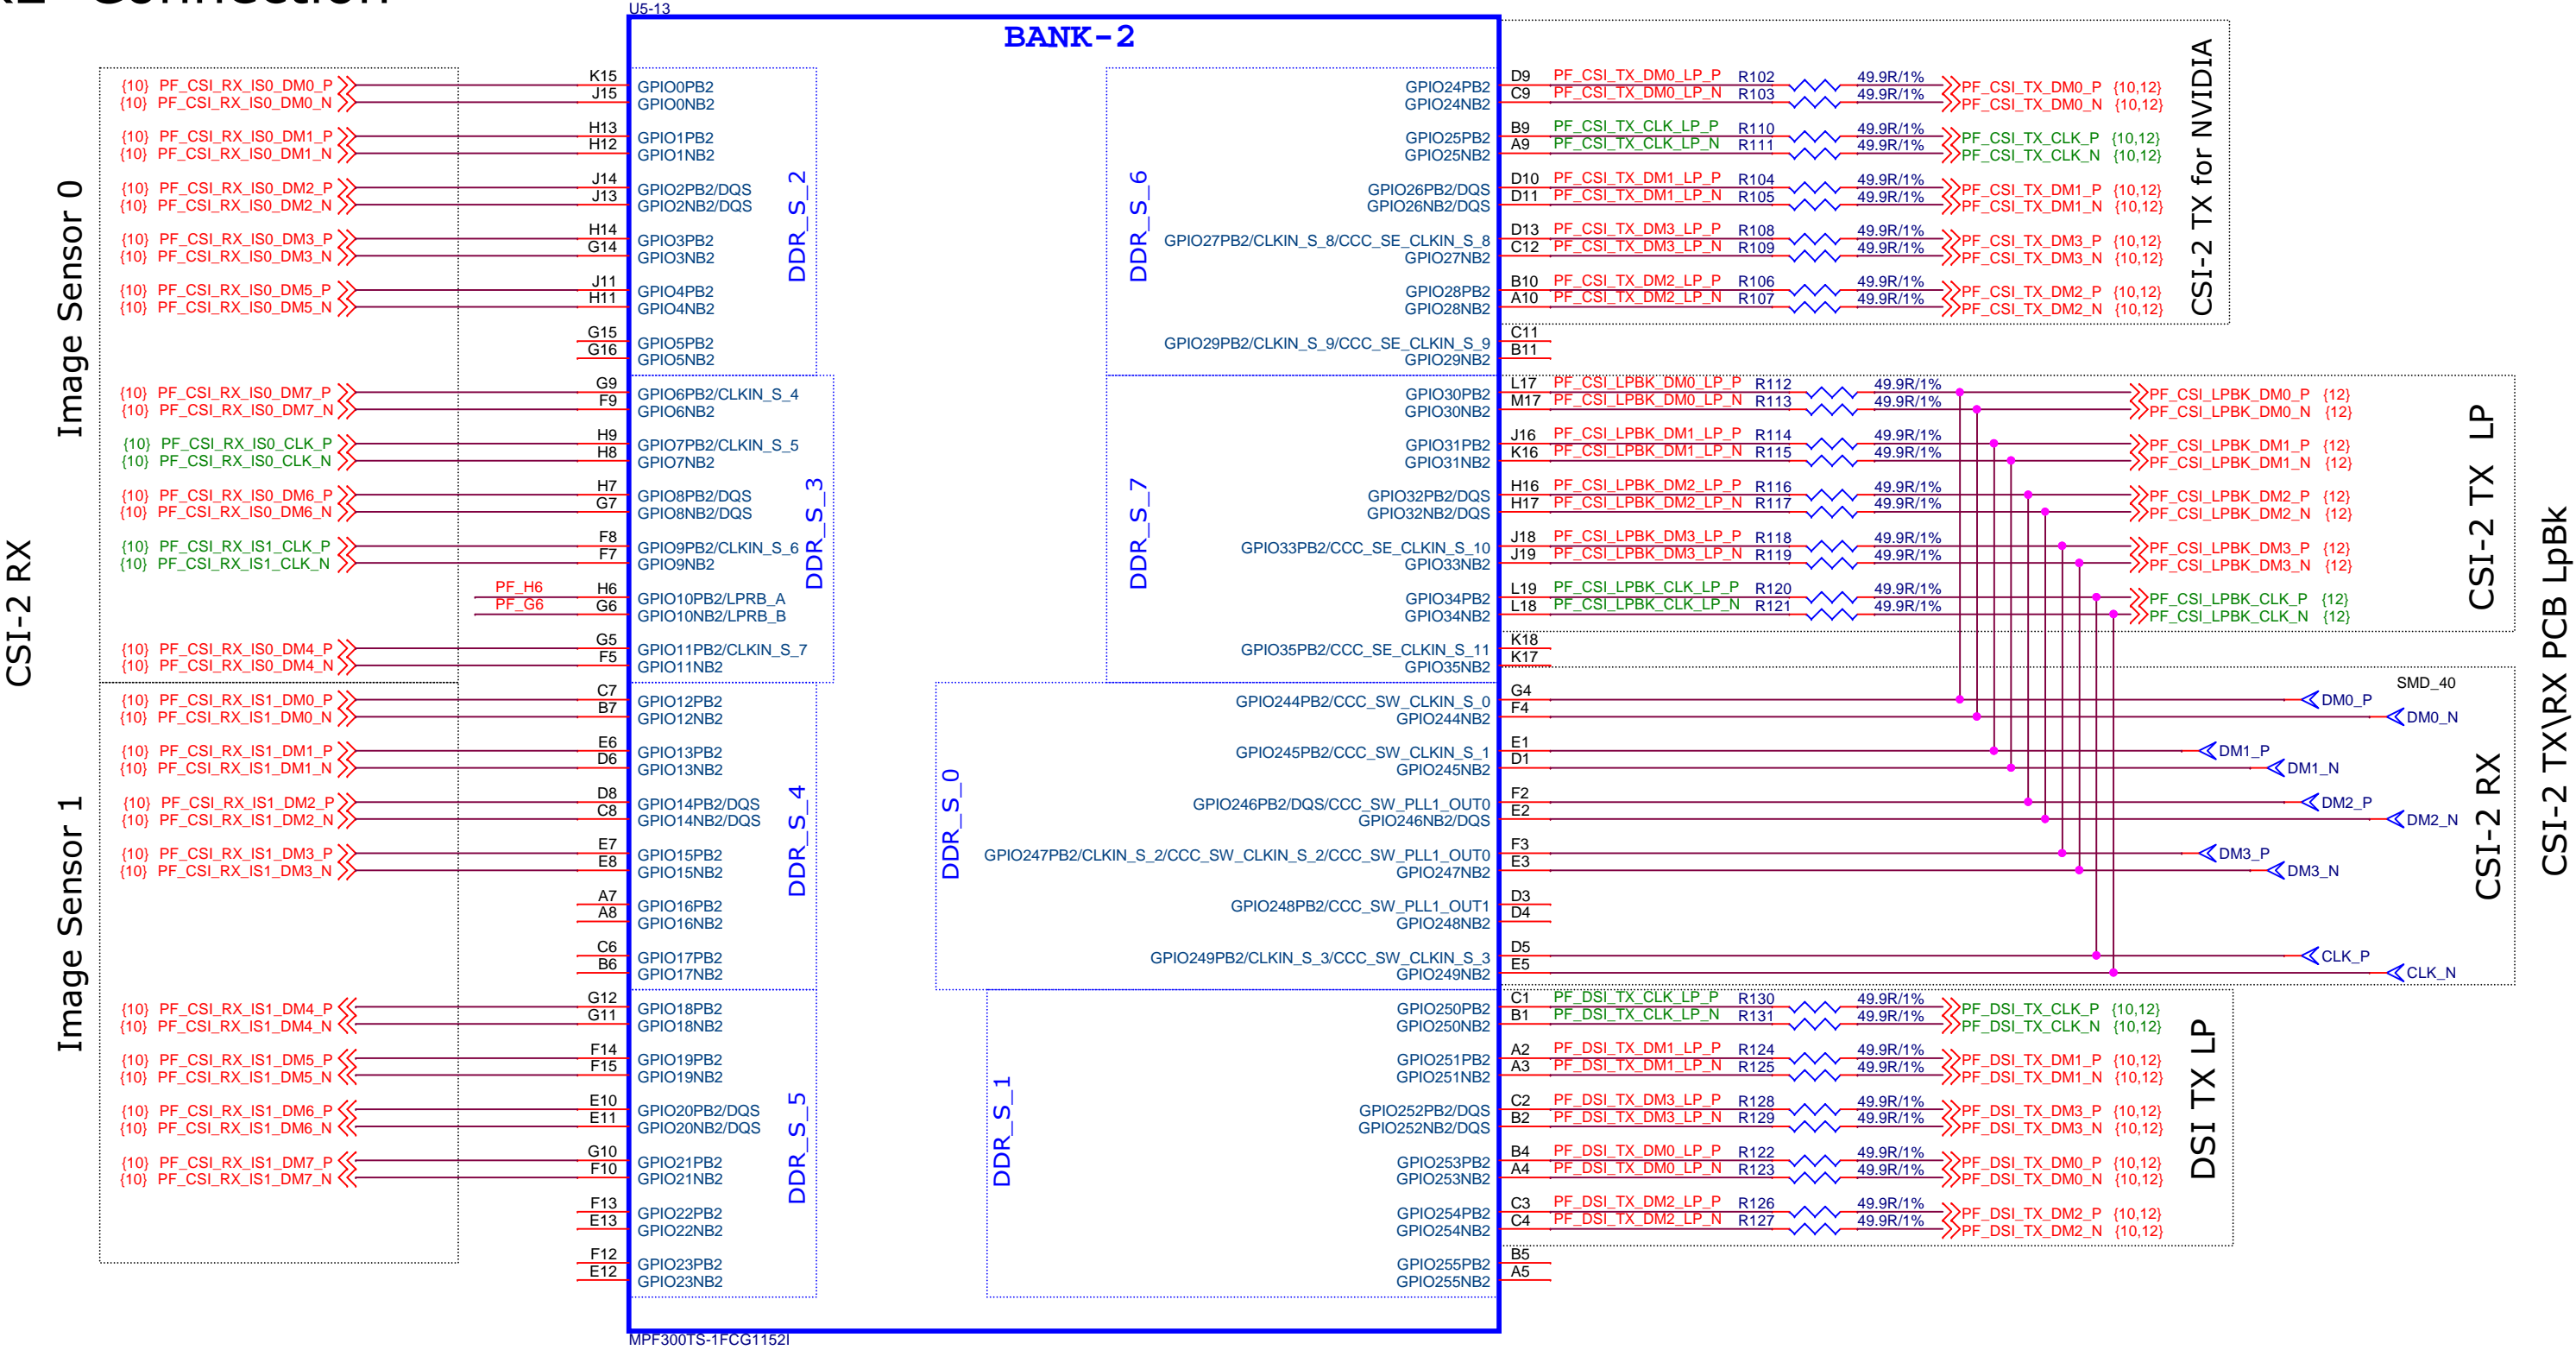 Connection
U5-13
BANK-2
CSI-2 RX
Image Sensor 0
{10} PF_CSI_RX_IS0_DM0_P K15 GPIO0PB2
{10} PF_CSI_RX_IS0_DM0_N J15 GPIO0NB2
{10} PF_CSI_RX_IS0_DM1_P H13 GPIO1PB2
{10} PF_CSI_RX_IS0_DM1_N H12 GPIO1NB2
{10} PF_CSI_RX_IS0_DM2_P J14 GPIO2PB2/DQS
{10} PF_CSI_RX_IS0_DM2_N J13 GPIO2NB2/DQS
{10} PF_CSI_RX_IS0_DM3_P H14 GPIO3PB2
{10} PF_CSI_RX_IS0_DM3_N G14 GPIO3NB2
{10} PF_CSI_RX_IS0_DM5_P J11 GPIO4PB2
{10} PF_CSI_RX_IS0_DM5_N H11 GPIO4NB2
G15 GPIO5PB2
G16 GPIO5NB2
DDR_S_2
{10} PF_CSI_RX_IS0_DM7_P G9 GPIO6PB2/CLKIN_S_4
{10} PF_CSI_RX_IS0_DM7_N F9 GPIO6NB2
{10} PF_CSI_RX_IS0_CLK_P H9 GPIO7PB2/CLKIN_S_5
{10} PF_CSI_RX_IS0_CLK_N H8 GPIO7NB2
{10} PF_CSI_RX_IS0_DM6_P H7 GPIO8PB2/DQS
{10} PF_CSI_RX_IS0_DM6_N G7 GPIO8NB2/DQS
{10} PF_CSI_RX_IS1_CLK_P F8 GPIO9PB2/CLKIN_S_6
{10} PF_CSI_RX_IS1_CLK_N F7 GPIO9NB2
PF_H6 H6 GPIO10PB2/LPRB_A
PF_G6 G6 GPIO10NB2/LPRB_B
{10} PF_CSI_RX_IS0_DM4_P G5 GPIO11PB2/CLKIN_S_7
{10} PF_CSI_RX_IS0_DM4_N F5 GPIO11NB2
DDR_S_3
Image Sensor 1
{10} PF_CSI_RX_IS1_DM0_P C7 GPIO12PB2
{10} PF_CSI_RX_IS1_DM0_N B7 GPIO12NB2
{10} PF_CSI_RX_IS1_DM1_P E6 GPIO13PB2
{10} PF_CSI_RX_IS1_DM1_N D6 GPIO13NB2
{10} PF_CSI_RX_IS1_DM2_P D8 GPIO14PB2/DQS
{10} PF_CSI_RX_IS1_DM2_N C8 GPIO14NB2/DQS
{10} PF_CSI_RX_IS1_DM3_P E7 GPIO15PB2
{10} PF_CSI_RX_IS1_DM3_N E8 GPIO15NB2
A7 GPIO16PB2
A8 GPIO16NB2
C6 GPIO17PB2
B6 GPIO17NB2
DDR_S_4
{10} PF_CSI_RX_IS1_DM4_P G12 GPIO18PB2
{10} PF_CSI_RX_IS1_DM4_N G11 GPIO18NB2
{10} PF_CSI_RX_IS1_DM5_P F14 GPIO19PB2
{10} PF_CSI_RX_IS1_DM5_N F15 GPIO19NB2
{10} PF_CSI_RX_IS1_DM6_P E10 GPIO20PB2/DQS
{10} PF_CSI_RX_IS1_DM6_N E11 GPIO20NB2/DQS
{10} PF_CSI_RX_IS1_DM7_P G10 GPIO21PB2
{10} PF_CSI_RX_IS1_DM7_N F10 GPIO21NB2
F13 GPIO22PB2
E13 GPIO22NB2
F12 GPIO23PB2
E12 GPIO23NB2
DDR_S_5
DDR_S_6
GPIO24PB2 D9 PF_CSI_TX_DM0_LP_P R102 49.9R/1% PF_CSI_TX_DM0_P {10,12}
GPIO24NB2 C9 PF_CSI_TX_DM0_LP_N R103 49.9R/1% PF_CSI_TX_DM0_N {10,12}
GPIO25PB2 B9 PF_CSI_TX_CLK_LP_P R110 49.9R/1% PF_CSI_TX_CLK_P {10,12}
GPIO25NB2 A9 PF_CSI_TX_CLK_LP_N R111 49.9R/1% PF_CSI_TX_CLK_N {10,12}
GPIO26PB2/DQS D10 PF_CSI_TX_DM1_LP_P R104 49.9R/1% PF_CSI_TX_DM1_P {10,12}
GPIO26NB2/DQS D11 PF_CSI_TX_DM1_LP_N R105 49.9R/1% PF_CSI_TX_DM1_N {10,12}
GPIO27PB2/CLKIN_S_8/CCC_SE_CLKIN_S_8 D13 PF_CSI_TX_DM3_LP_P R108 49.9R/1% PF_CSI_TX_DM3_P {10,12}
GPIO27NB2 C12 PF_CSI_TX_DM3_LP_N R109 49.9R/1% PF_CSI_TX_DM3_N {10,12}
GPIO28PB2 B10 PF_CSI_TX_DM2_LP_P R106 49.9R/1% PF_CSI_TX_DM2_P {10,12}
GPIO28NB2 A10 PF_CSI_TX_DM2_LP_N R107 49.9R/1% PF_CSI_TX_DM2_N {10,12}
GPIO29PB2/CLKIN_S_9/CCC_SE_CLKIN_S_9 C11
GPIO29NB2 B11
CSI-2 TX for NVIDIA
DDR_S_7
GPIO30PB2 L17 PF_CSI_LPBK_DM0_LP_P R112 49.9R/1% PF_CSI_LPBK_DM0_P {12}
GPIO30NB2 M17 PF_CSI_LPBK_DM0_LP_N R113 49.9R/1% PF_CSI_LPBK_DM0_N {12}
GPIO31PB2 J16 PF_CSI_LPBK_DM1_LP_P R114 49.9R/1% PF_CSI_LPBK_DM1_P {12}
GPIO31NB2 K16 PF_CSI_LPBK_DM1_LP_N R115 49.9R/1% PF_CSI_LPBK_DM1_N {12}
GPIO32PB2/DQS H16 PF_CSI_LPBK_DM2_LP_P R116 49.9R/1% PF_CSI_LPBK_DM2_P {12}
GPIO32NB2/DQS H17 PF_CSI_LPBK_DM2_LP_N R117 49.9R/1% PF_CSI_LPBK_DM2_N {12}
GPIO33PB2/CCC_SE_CLKIN_S_10 J18 PF_CSI_LPBK_DM3_LP_P R118 49.9R/1% PF_CSI_LPBK_DM3_P {12}
GPIO33NB2 J19 PF_CSI_LPBK_DM3_LP_N R119 49.9R/1% PF_CSI_LPBK_DM3_N {12}
GPIO34PB2 L19 PF_CSI_LPBK_CLK_LP_P R120 49.9R/1% PF_CSI_LPBK_CLK_P {12}
GPIO34NB2 L18 PF_CSI_LPBK_CLK_LP_N R121 49.9R/1% PF_CSI_LPBK_CLK_N {12}
GPIO35PB2/CCC_SE_CLKIN_S_11 K18
GPIO35NB2 K17
CSI-2 TX LP
CSI-2 TX\RX PCB LpBk
DDR_S_0
SMD_40
GPIO244PB2/CCC_SW_CLKIN_S_0 G4 DM0_P
GPIO244NB2 F4 DM0_N
GPIO245PB2/CCC_SW_CLKIN_S_1 E1 DM1_P
GPIO245NB2 D1 DM1_N
GPIO246PB2/DQS/CCC_SW_PLL1_OUT0 F2 DM2_P
GPIO246NB2/DQS E2 DM2_N
GPIO247PB2/CLKIN_S_2/CCC_SW_CLKIN_S_2/CCC_SW_PLL1_OUT0 F3 DM3_P
GPIO247NB2 E3 DM3_N
GPIO248PB2/CCC_SW_PLL1_OUT1 D3
GPIO248NB2 D4
GPIO249PB2/CLKIN_S_3/CCC_SW_CLKIN_S_3 D5 CLK_P
GPIO249NB2 E5 CLK_N
CSI-2 RX
DDR_S_1
GPIO250PB2 C1 PF_DSI_TX_CLK_LP_P R130 49.9R/1% PF_DSI_TX_CLK_P {10,12}
GPIO250NB2 B1 PF_DSI_TX_CLK_LP_N R131 49.9R/1% PF_DSI_TX_CLK_N {10,12}
GPIO251PB2 A2 PF_DSI_TX_DM1_LP_P R124 49.9R/1% PF_DSI_TX_DM1_P {10,12}
GPIO251NB2 A3 PF_DSI_TX_DM1_LP_N R125 49.9R/1% PF_DSI_TX_DM1_N {10,12}
GPIO252PB2/DQS C2 PF_DSI_TX_DM3_LP_P R128 49.9R/1% PF_DSI_TX_DM3_P {10,12}
GPIO252NB2/DQS B2 PF_DSI_TX_DM3_LP_N R129 49.9R/1% PF_DSI_TX_DM3_N {10,12}
GPIO253PB2 B4 PF_DSI_TX_DM0_LP_P R122 49.9R/1% PF_DSI_TX_DM0_P {10,12}
GPIO253NB2 A4 PF_DSI_TX_DM0_LP_N R123 49.9R/1% PF_DSI_TX_DM0_N {10,12}
GPIO254PB2 C3 PF_DSI_TX_DM2_LP_P R126 49.9R/1% PF_DSI_TX_DM2_P {10,12}
GPIO254NB2 C4 PF_DSI_TX_DM2_LP_N R127 49.9R/1% PF_DSI_TX_DM2_N {10,12}
GPIO255PB2 B5
GPIO255NB2 A5
DSI TX LP
MPF300TS-1FCG1152I